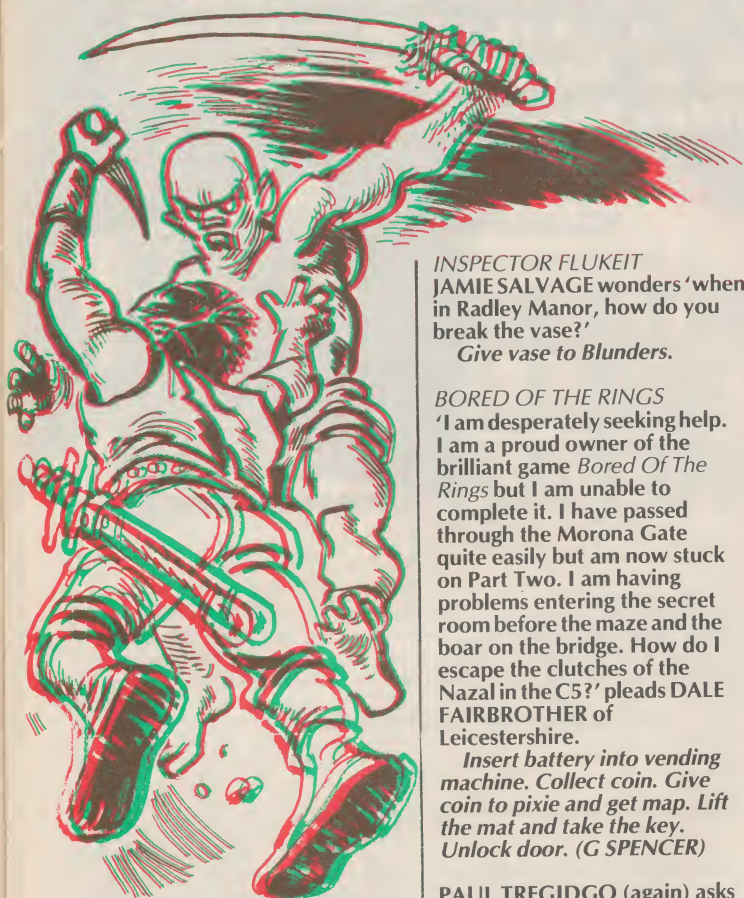 INSPECTOR FLUKEIT
JAMIE SALVAGE wonders 'when
in Radley Manor, how do you
break the vase?'
Give vase to Blunders.
BORED OF THE RINGS
'I am desperately seeking help.
I am a proud owner of the
brilliant game Bored Of The
Rings but I am unable to
complete it. I have passed
through the Morona Gate
quite easily but am now stuck
on Part Two. I am having
problems entering the secret
room before the maze and the
boar on the bridge. How do I
escape the clutches of the
Nazal in the C5?' pleads DALE
FAIRBROTHER of
Leicestershire.
Insert battery into vending
machine. Collect coin. Give
coin to pixie and get map. Lift
the mat and take the key.
Unlock door. (G SPENCER)
PAUL TREGIDGO (again) asks